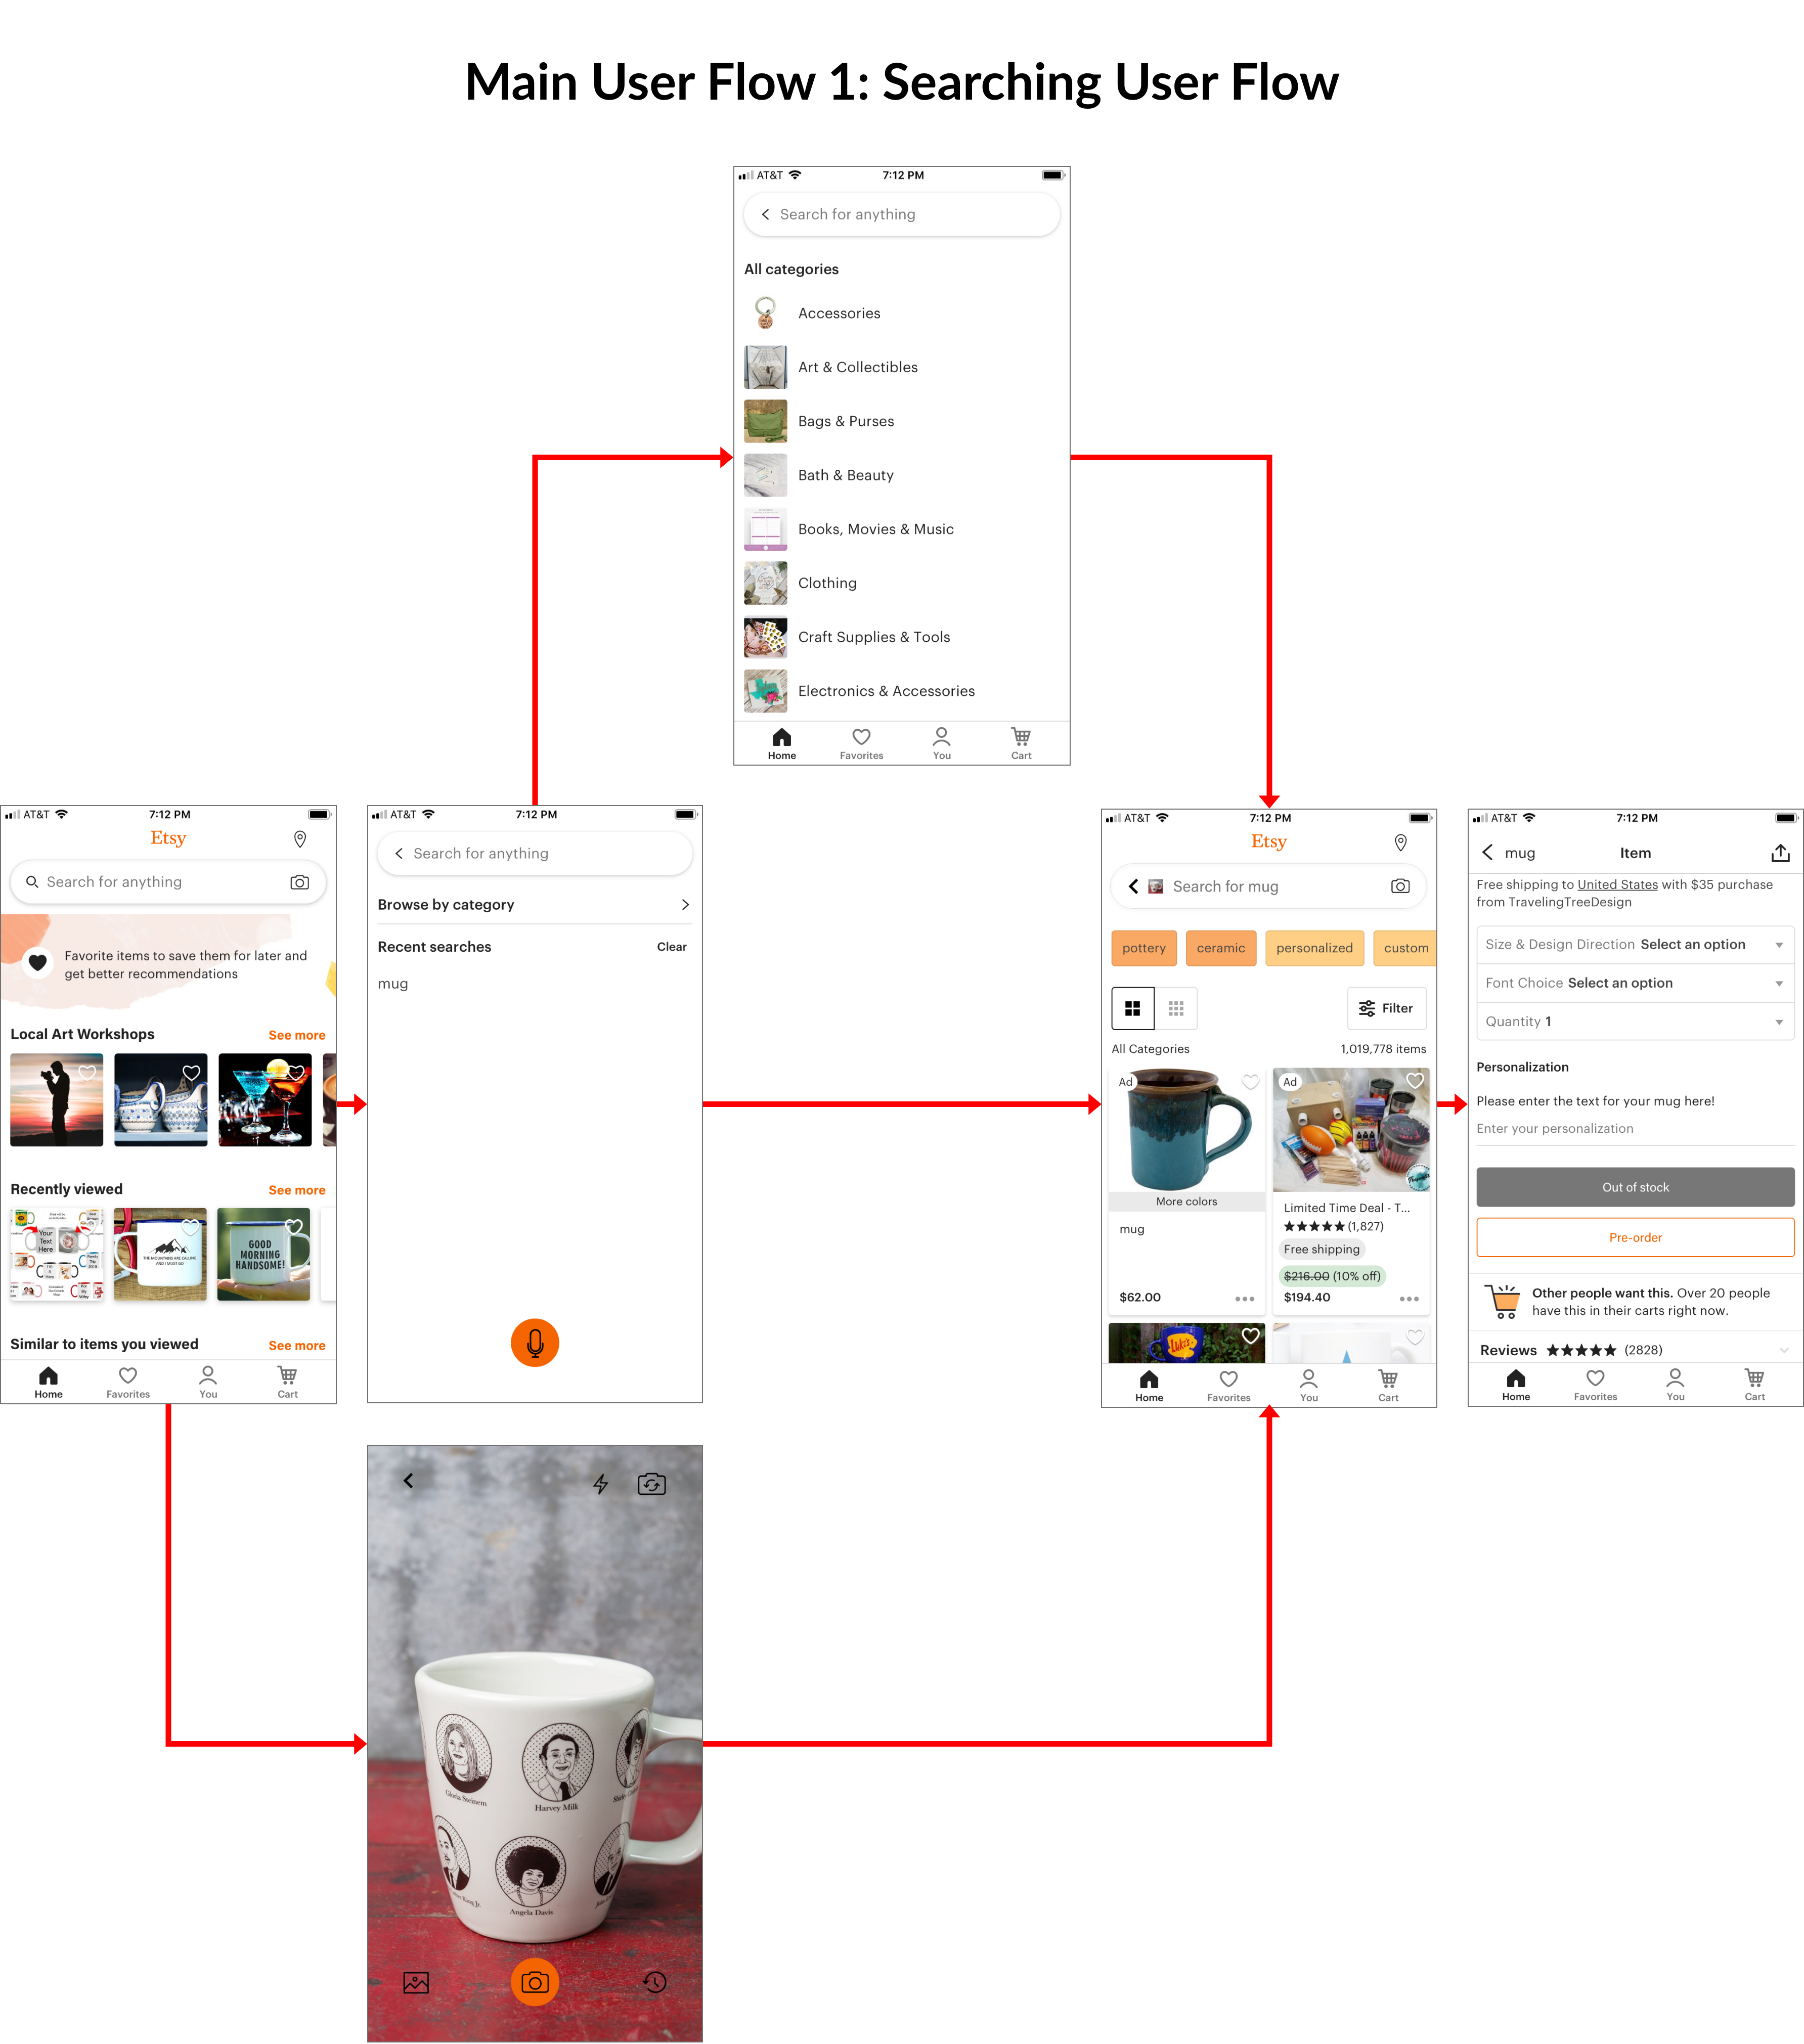 Main User Flow 1: Searching User Flow
AT&T 7:12 PM
Search for anything
All categories
Accessories
Art & Collectibles
Bags & Purses
Bath & Beauty
Books, Movies & Music
Clothing
Craft Supplies & Tools
Electronics & Accessories
Home Favorites You Cart
AT&T 7:12 PM
Etsy
Search for anything
Favorite items to save them for later and
get better recommendations
Local Art Workshops See more
Recently viewed See more
Your
Text
Here
THE MOUNTAINS ARE CALLING
AND I MUST GO
GOOD
MORNING
HANDSOME!
Similar to items you viewed See more
Home Favorites You Cart
AT&T 7:12 PM
Search for anything
Browse by category
Recent searches Clear
mug
AT&T 7:12 PM
Etsy
Search for mug
pottery ceramic personalized custom
Filter
All Categories 1,019,778 items
Ad
More colors
mug
$62.00
Ad
Limited Time Deal - T...
(1,827)
Free shipping
$216.00 (10% off)
$194.40
Luke's
Home Favorites You Cart
AT&T 7:12 PM
mug Item
Free shipping to United States with $35 purchase
from TravelingTreeDesign
Size & Design Direction Select an option
Font Choice Select an option
Quantity 1
Personalization
Please enter the text for your mug here!
Enter your personalization
Out of stock
Pre-order
Other people want this. Over 20 people
have this in their carts right now.
Reviews (2828)
Home Favorites You Cart
Gloria Steinem
Harvey Milk
King Jr.
Angela Davis